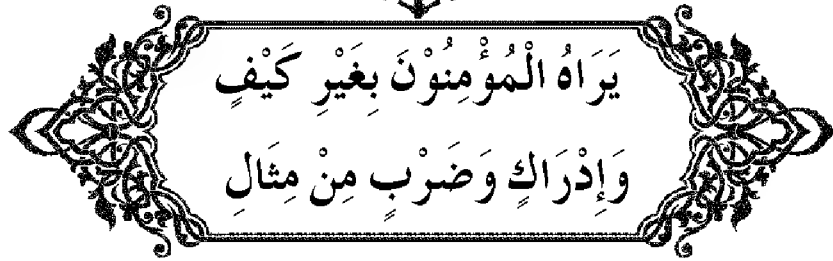 يَرَاهُ الْمُؤْمِنُوْنَ بِغَيْرِ كَيْفٍ
وَإِدْرَاكٍ وَضَرْبٍ مِنْ مِثَالِ